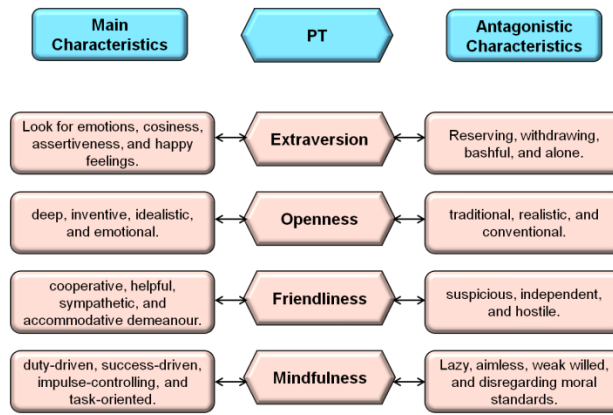 Main
Characteristics
PT
Antagonistic
Characteristics
Look for emotions, cosiness,
assertiveness, and happy
feelings.
Extraversion
Reserving, withdrawing,
bashful, and alone.
deep, inventive, idealistic,
and emotional.
Openness
traditional, realistic, and
conventional.
cooperative, helpful,
sympathetic, and
accommodative demeanour.
Friendliness
suspicious, independent,
and hostile.
duty-driven, success-driven,
impulse-controlling, and
task-oriented.
Mindfulness
Lazy, aimless, weak willed,
and disregarding moral
standards.